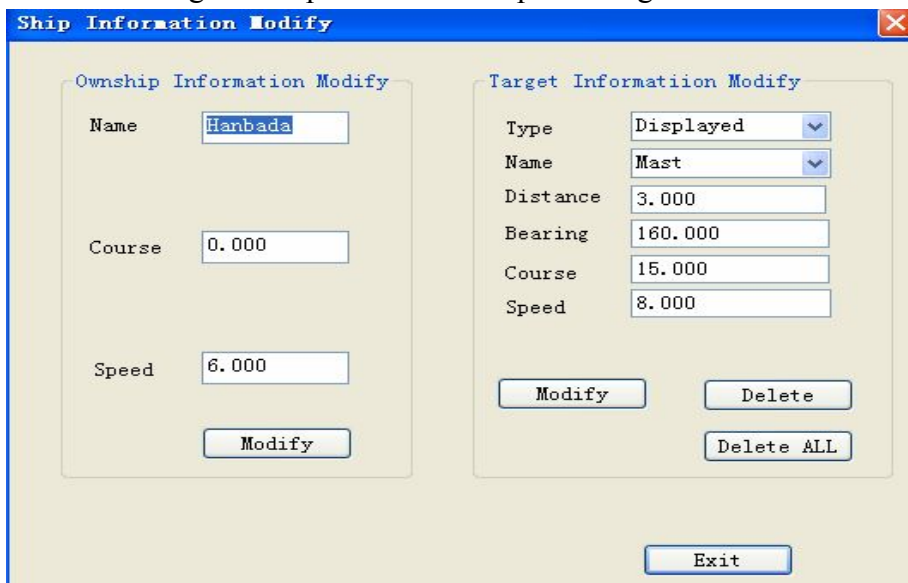 Ship Information Modify
Ownship Information Modify
Name Hanbada
Course 0.000
Speed 6.000
Modify
Target Informatiion Modify
Type Displayed
Name Mast
Distance 3.000
Bearing 160.000
Course 15.000
Speed 8.000
Modify Delete
Delete ALL
Exit